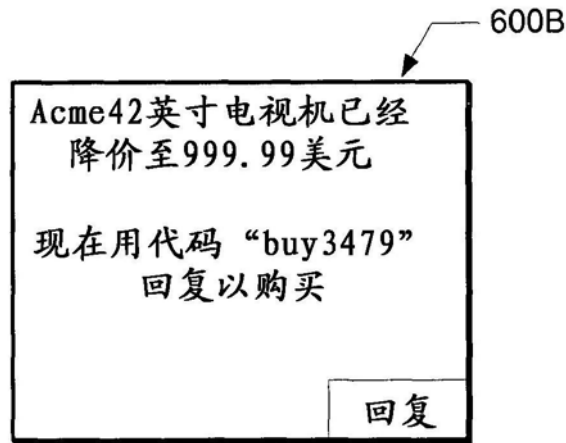 600B
Acme42英寸电视机已经
降价至999.99美元
现在用代码“buy3479”
回复以购买
回复